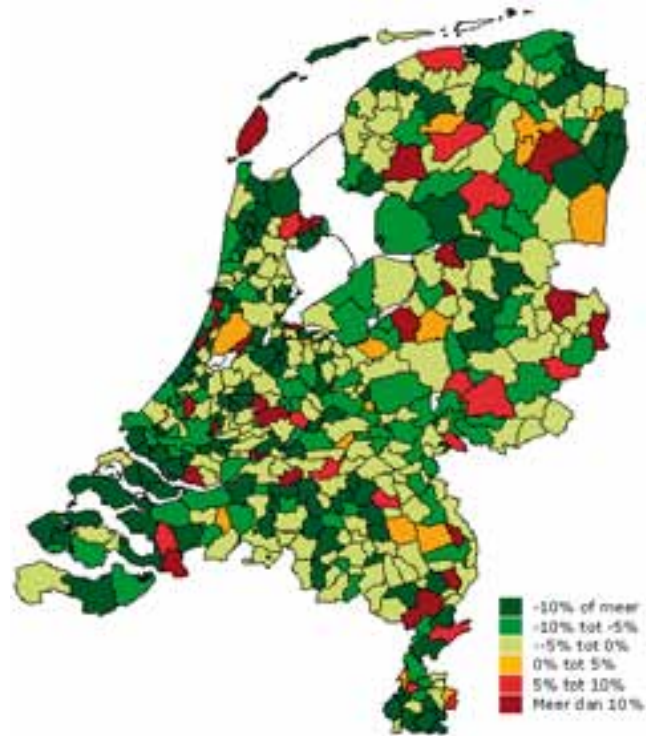 -10% of meer
-10% tot -5%
--5% tot 0%
0% tot 5%
5% tot 10%
Meer dan 10%